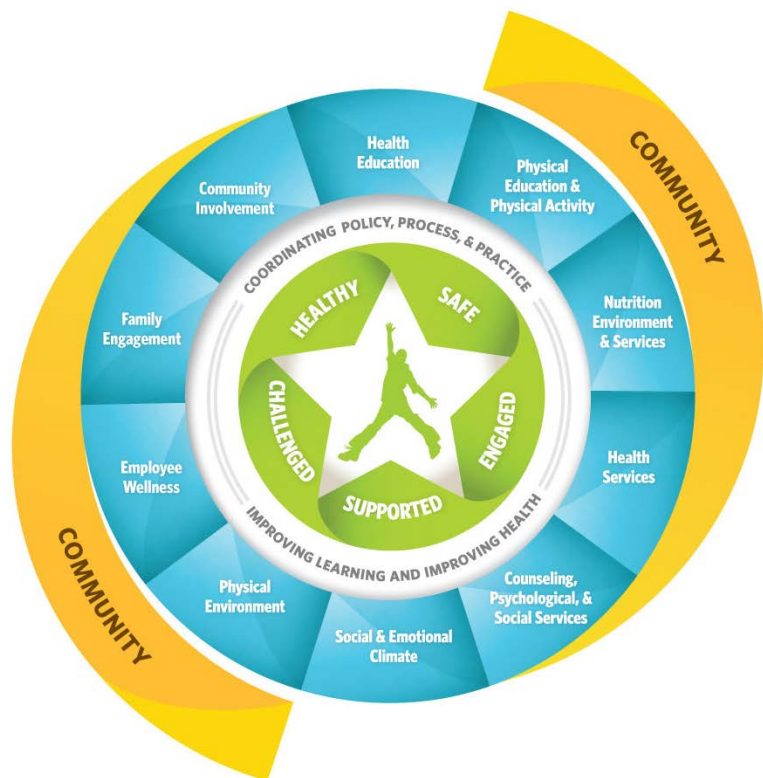 COMMUNITY
Health
Education
Physical
Education &
Physical Activity
Nutrition
Environment
& Services
Health
Services
Counseling,
Psychological, &
Social Services
Social & Emotional
Climate
Physical
Environment
Employee
Wellness
Family
Engagement
Community
Involvement
COORDINATING POLICY, PROCESS, & PRACTICE
IMPROVING LEARNING AND IMPROVING HEALTH
HEALTHY
SAFE
ENGAGED
SUPPORTED
CHALLENGED
COMMUNITY